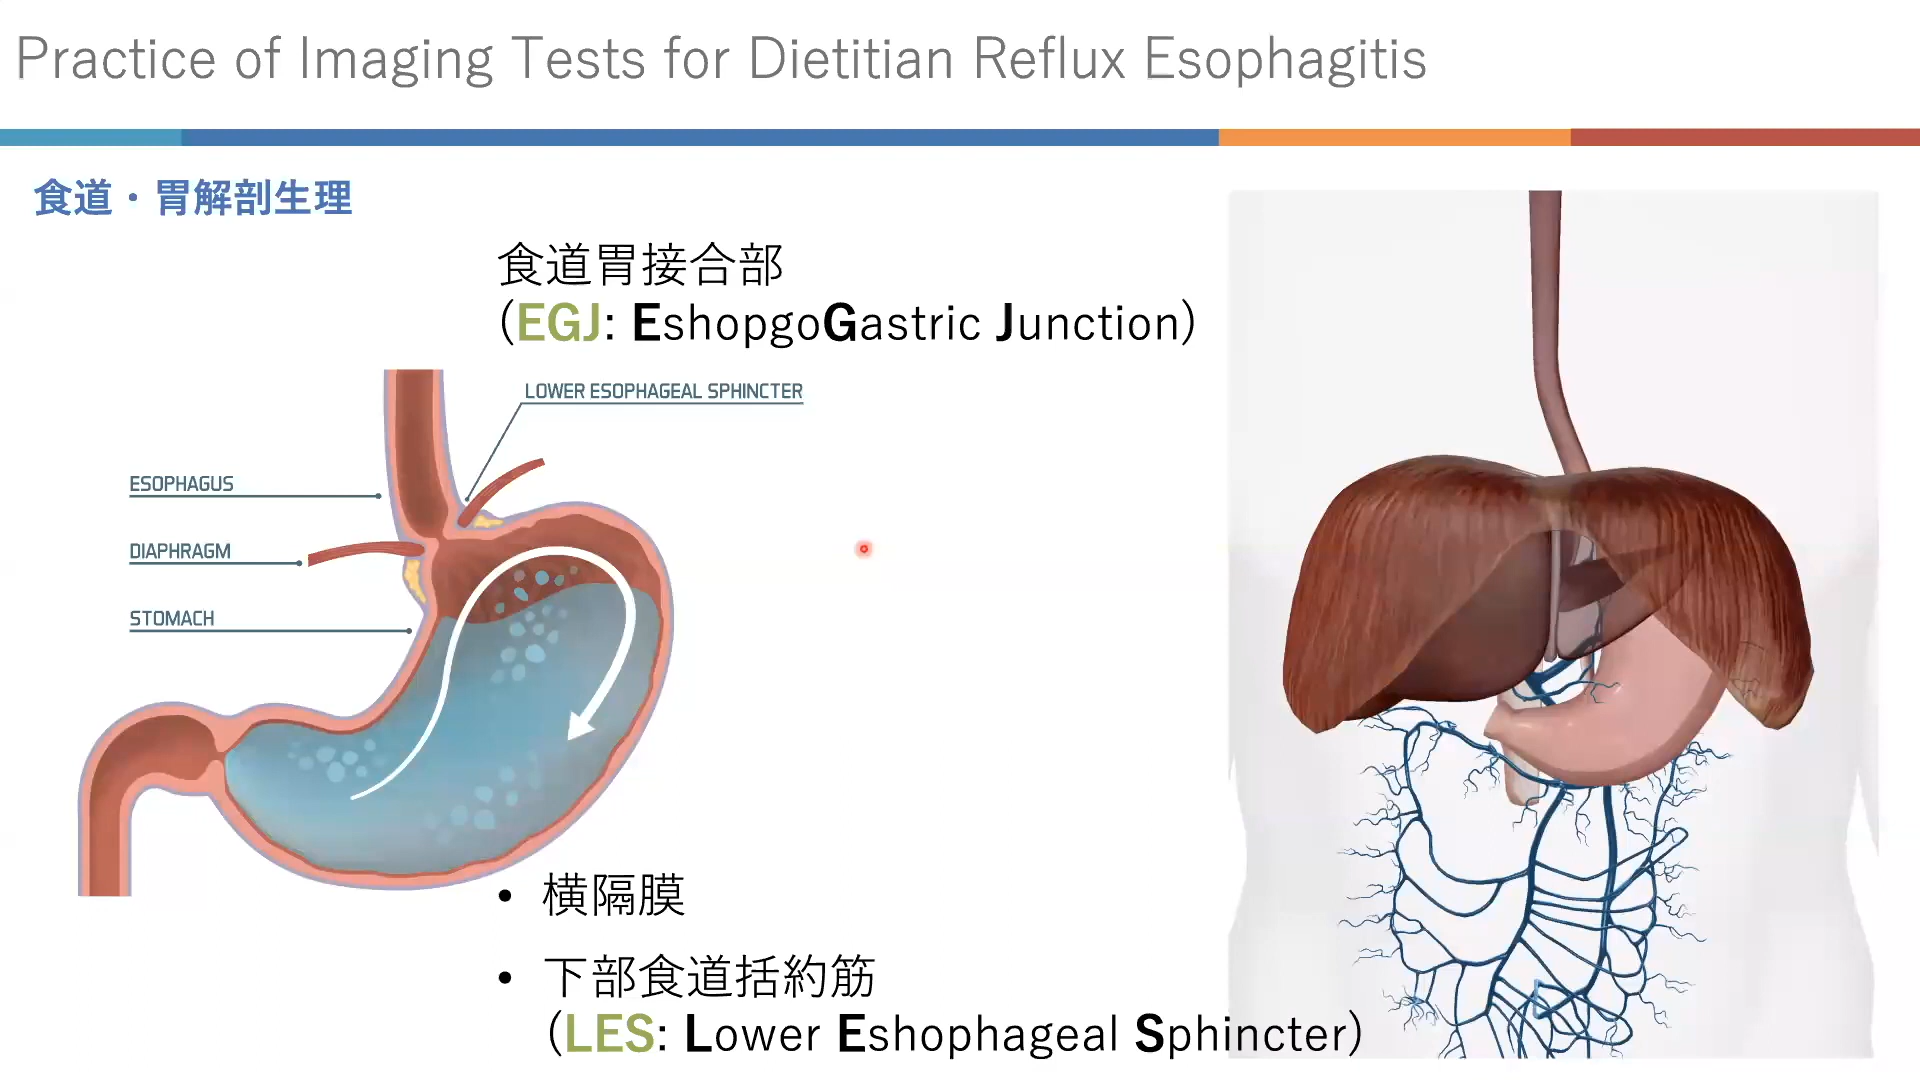 Practice of Imaging Tests for Dietitian Reflux Esophagitis
食道・胃解剖生理
食道胃接合部
(EGJ: EshopgoGastric Junction)
LOWER ESOPHAGEAL SPHINCTER
ESOPHAGUS
DIAPHRAGM
STOMACH
• 横隔膜
• 下部食道括約筋
(LES: Lower Eshophageal Sphincter)